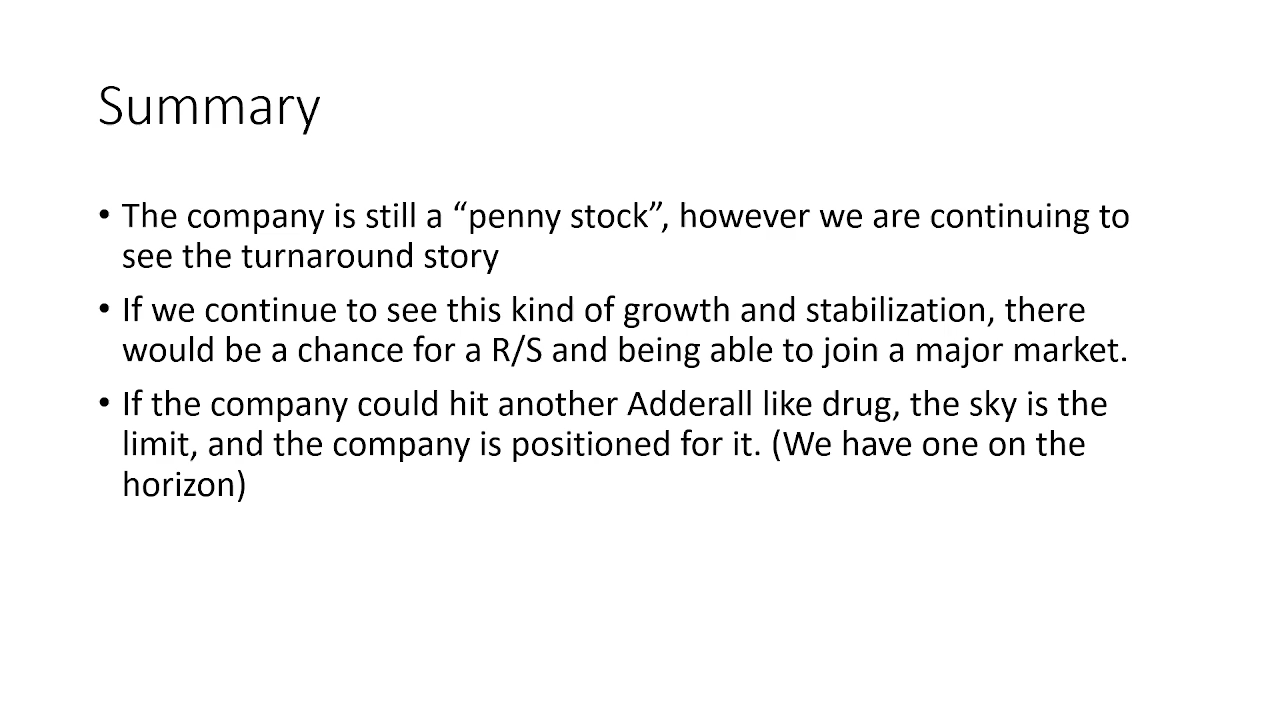 Summary
• The company is still a “penny stock”, however we are continuing to
see the turnaround story
• If we continue to see this kind of growth and stabilization, there
would be a chance for a R/S and being able to join a major market.
• If the company could hit another Adderall like drug, the sky is the
limit, and the company is positioned for it. (We have one on the
horizon)